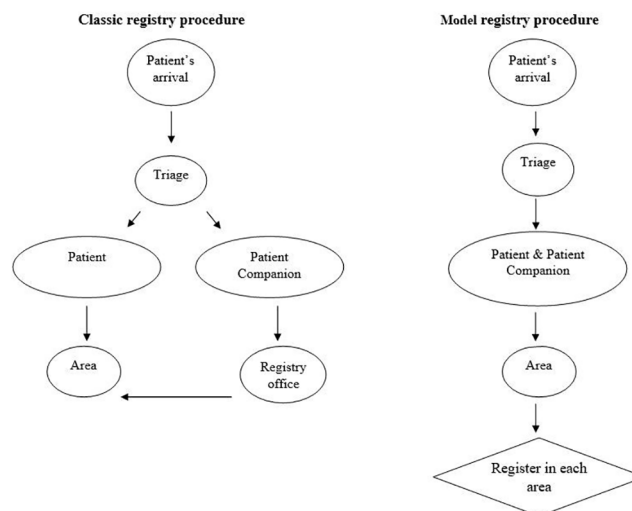 Classic registry procedure
Patient's
arrival
Triage
Patient
Patient
Companion
Area
Registry
office
Model registry procedure
Patient's
arrival
Triage
Patient & Patient
Companion
Area
Register in each
area